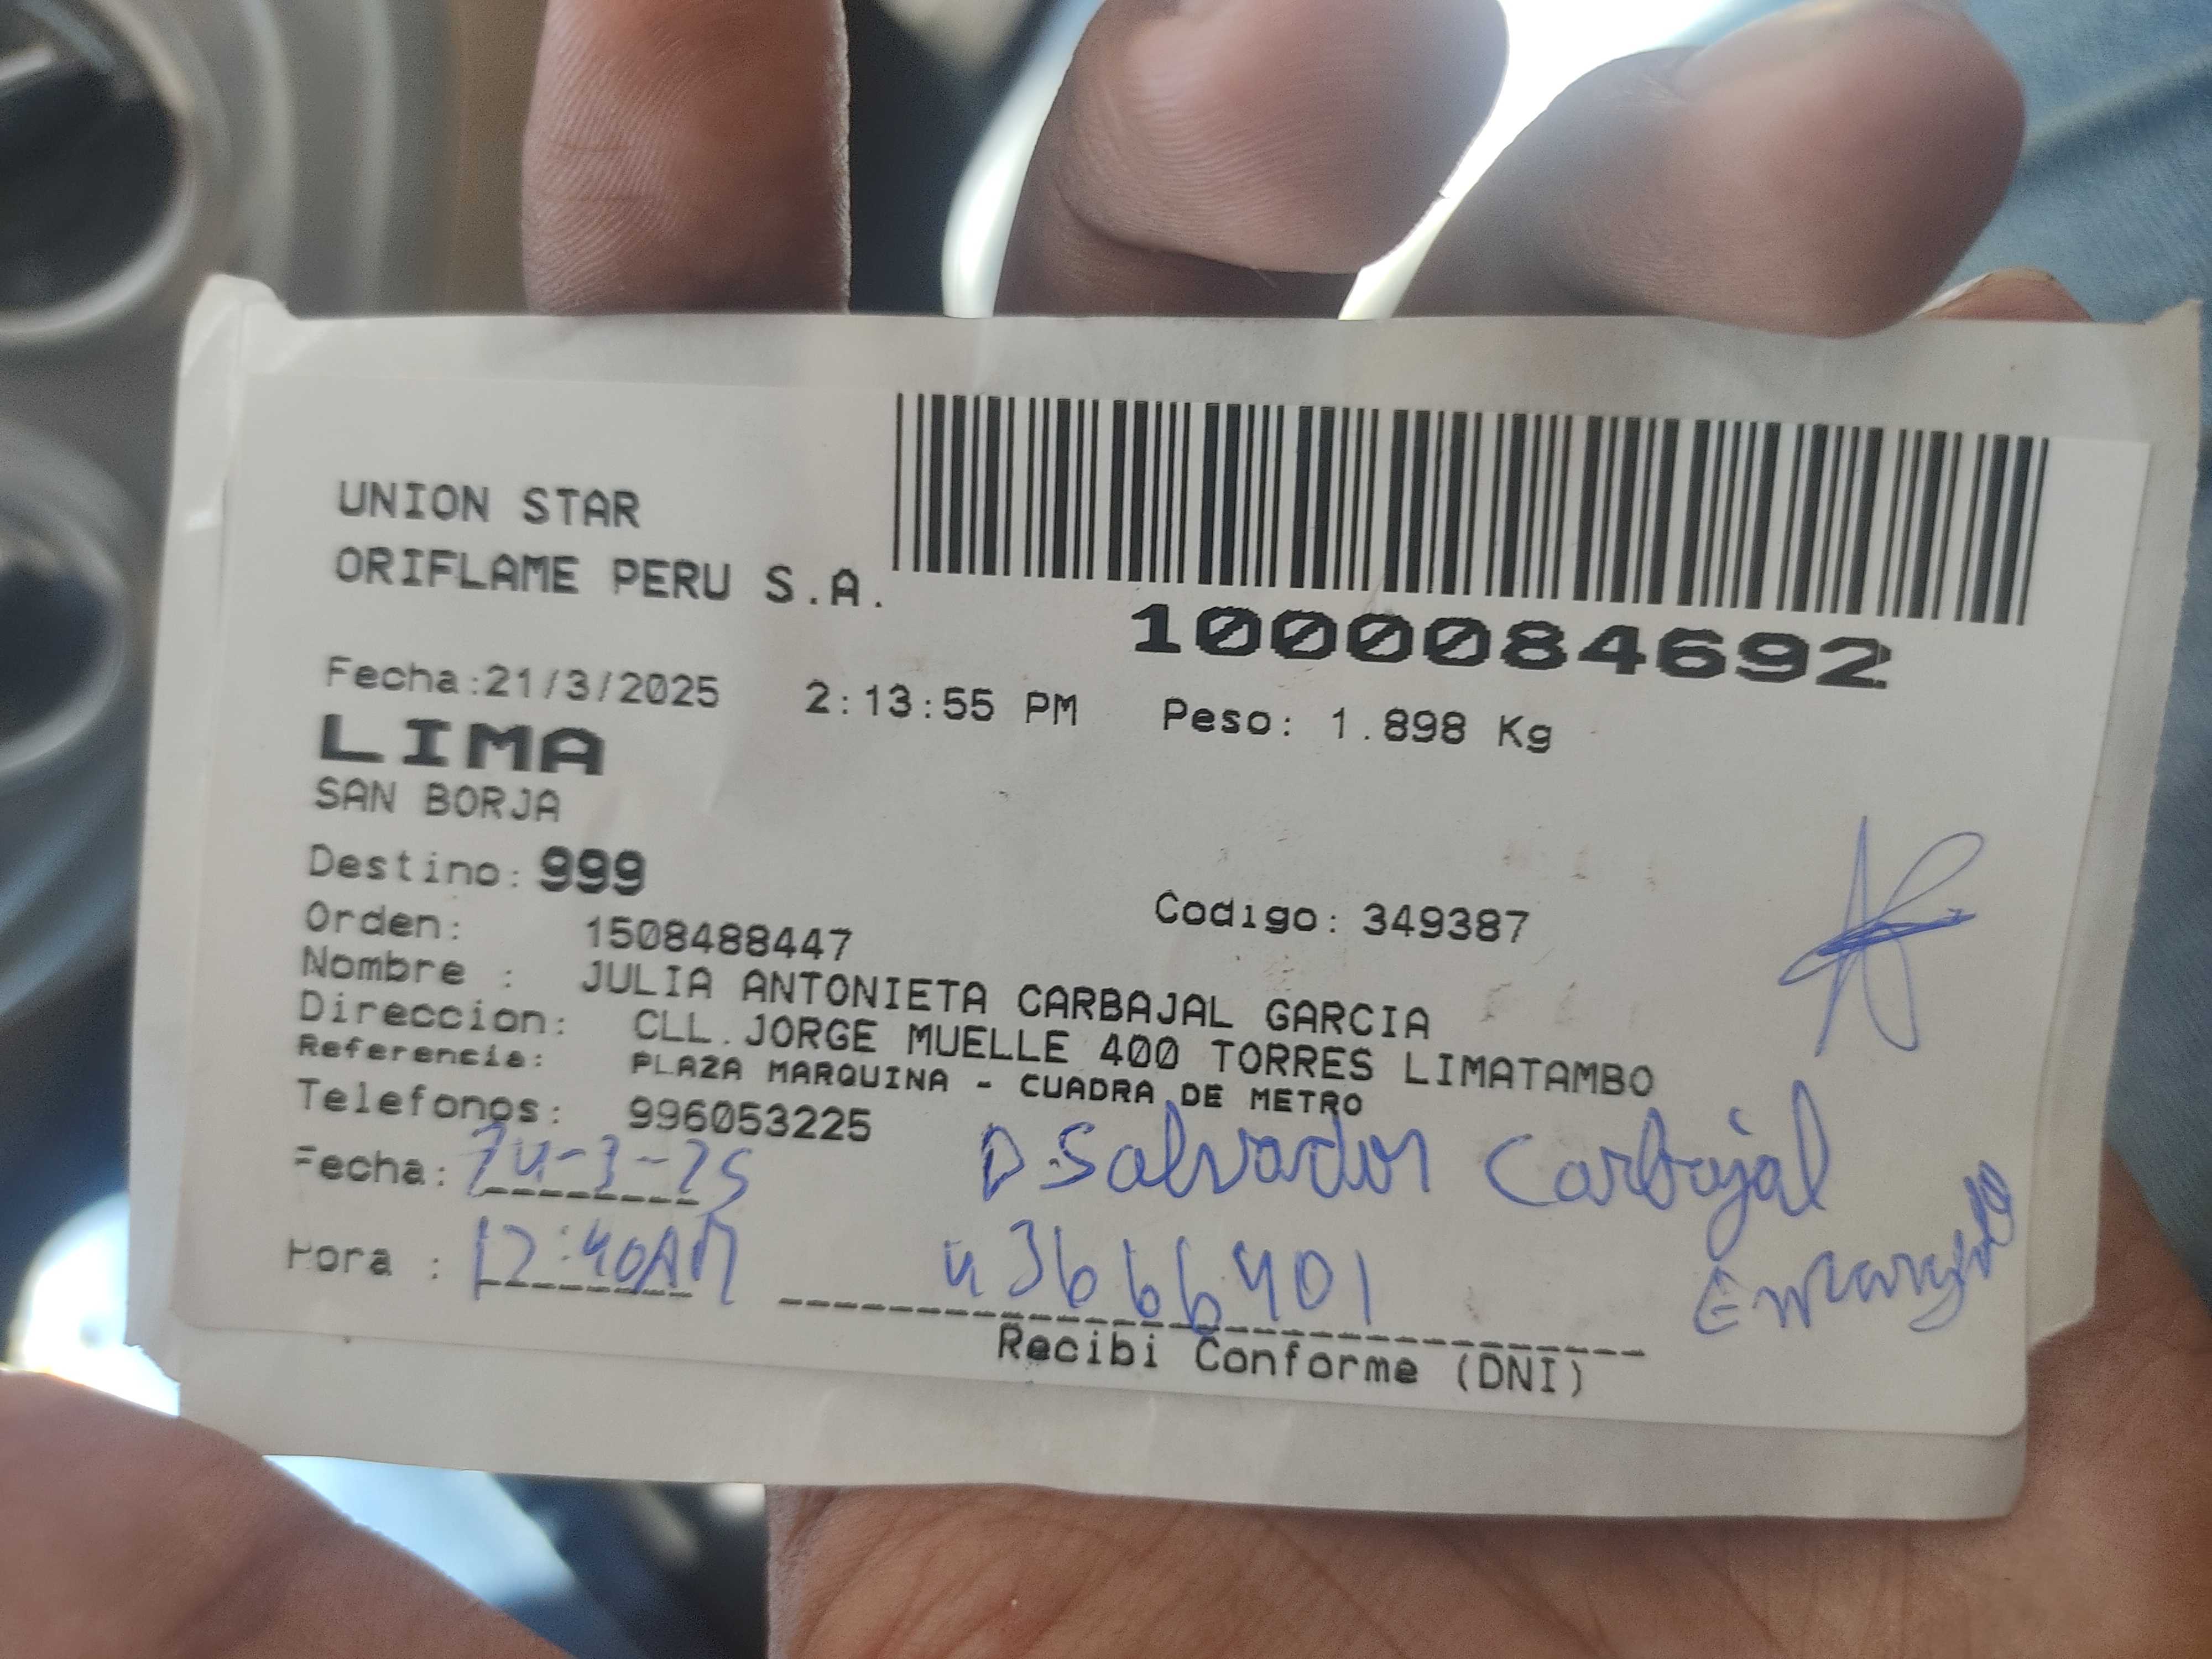 UNION STAR
ORIFLAME PERU S.A.
1000084692
Fecha:21/3/2025 2:13:55 PM Peso: 1.898 Kg
LIMA
SAN BORJA
Destino: 999
Orden: 1508488447 Codigo: 349387
Nombre : JULIA ANTONIETA CARBAJAL GARCIA
Direccion: CLL.JORGE MUELLE 400 TORRES LIMATAMBO
Referencia: PLAZA MARQUINA - CUADRA DE METRO
Telefonos: 996053225
Fecha: 24-3-25 D.Salvador Carbajal
Hora : 12:40AM 43666401
Recibi Conforme (DNI)